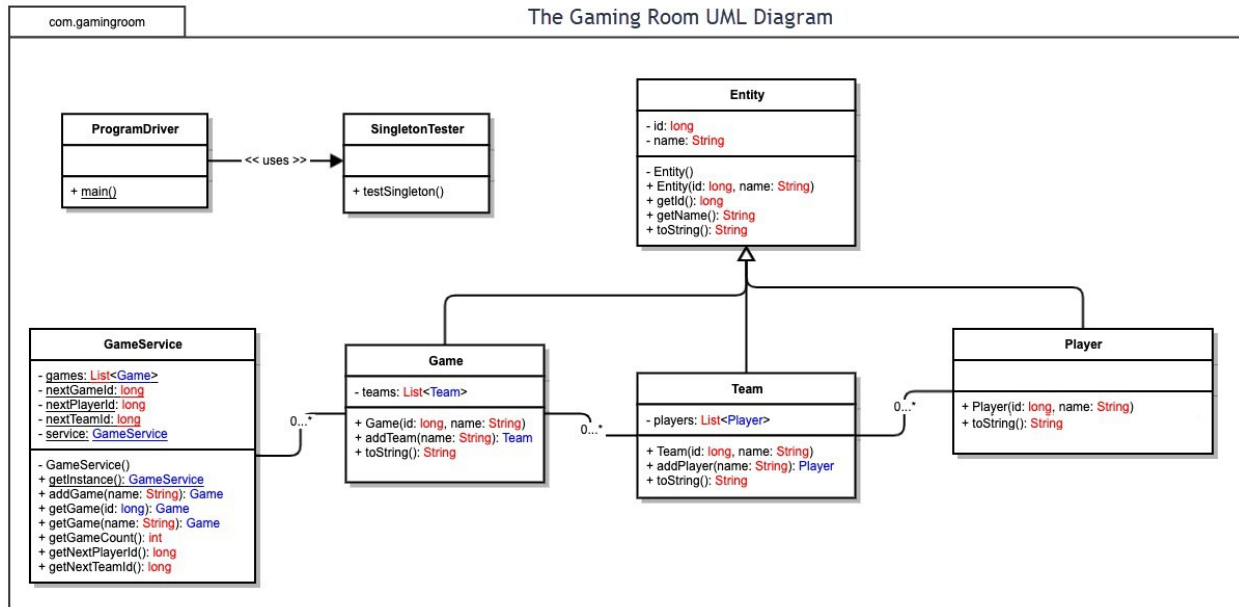 com.gamingroom
The Gaming Room UML Diagram
ProgramDriver
+ main()
<< uses >>
SingletonTester
+ testSingleton()
Entity
- id: long
- name: String
- Entity()
+ Entity(id: long, name: String)
+ getId(): long
+ getName(): String
+ toString(): String
GameService
- games: List<Game>
- nextGameId: long
- nextPlayerId: long
- nextTeamId: long
- service: GameService
- GameService()
+ getInstance(): GameService
+ addGame(name: String): Game
+ getGame(id: long): Game
+ getGame(name: String): Game
+ getGameCount(): int
+ getNextPlayerId(): long
+ getNextTeamId(): long
0...*
Game
- teams: List<Team>
+ Game(id: long, name: String)
+ addTeam(name: String): Team
+ toString(): String
0...*
Team
- players: List<Player>
+ Team(id: long, name: String)
+ addPlayer(name: String): Player
+ toString(): String
0...*
Player
+ Player(id: long, name: String)
+ toString(): String